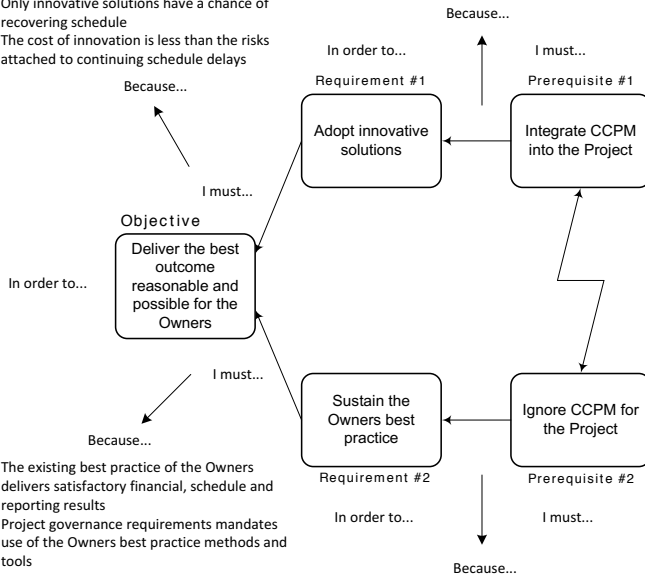 Only innovative solutions have a chance of
recovering schedule
The cost of innovation is less than the risks
attached to continuing schedule delays
Because...
Because...
In order to...
I must...
Requirement #1
Prerequisite #1
Adopt innovative
solutions
Integrate CCPM
into the Project
I must...
Objective
Deliver the best
outcome
reasonable and
possible for the
Owners
In order to...
I must...
Sustain the
Owners best
practice
Ignore CCPM for
the Project
Because...
Requirement #2
Prerequisite #2
The existing best practice of the Owners
delivers satisfactory financial, schedule and
reporting results
Project governance requirements mandates
use of the Owners best practice methods and
tools
In order to...
I must...
Because...